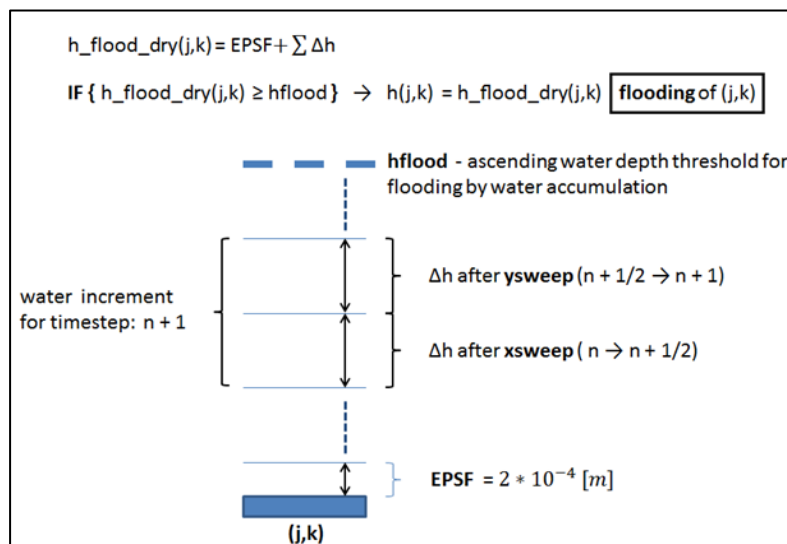 h_flood_dry(j,k) = EPSF+ ∑ Δh
IF { h_flood_dry(j,k) ≥ hflood } → h(j,k) = h_flood_dry(j,k) flooding of (j,k)
hflood - ascending water depth threshold for
flooding by water accumulation
water increment
for timestep: n + 1
Δh after ysweep (n + 1/2 → n + 1)
Δh after xsweep ( n → n + 1/2)
EPSF = 2 * 10⁻⁴ [m]
(j,k)